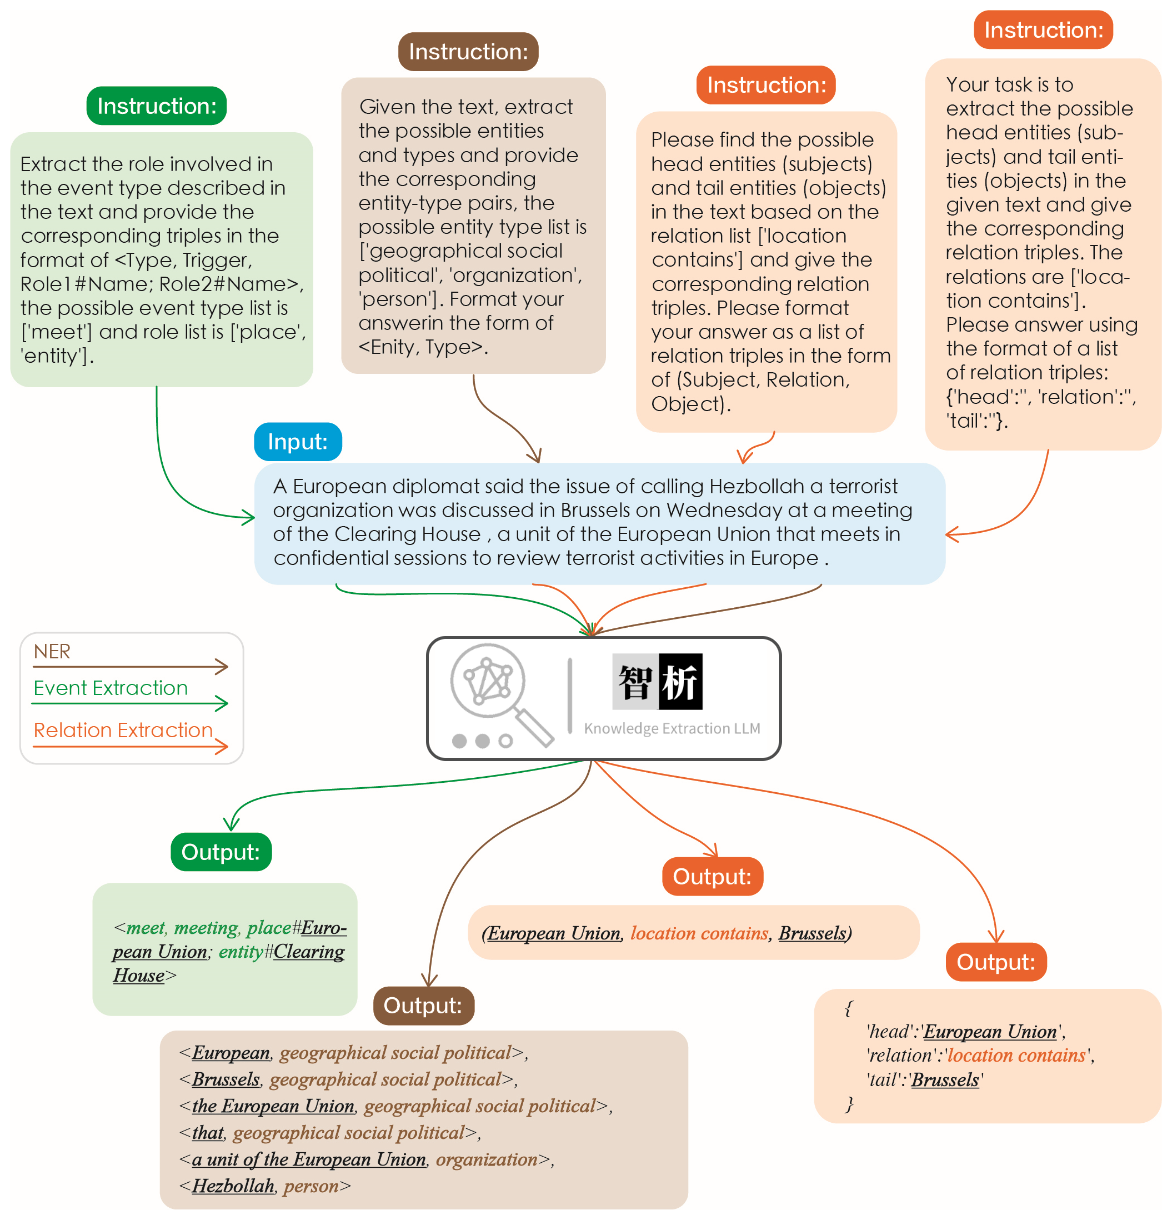 Instruction:
Extract the role involved in
the event type described in
the text and provide the
corresponding triples in the
format of <Type, Trigger,
Role1#Name; Role2#Name>,
the possible event type list is
['meet'] and role list is ['place',
'entity'].
Instruction:
Given the text, extract
the possible entities
and types and provide
the corresponding
entity-type pairs, the
possible entity type list is
['geographical social
political', 'organization',
'person']. Format your
answerin the form of
<Enity, Type>.
Instruction:
Please find the possible
head entities (subjects)
and tail entities (objects)
in the text based on the
relation list ['location
contains'] and give the
corresponding relation
triples. Please format
your answer as a list of
relation triples in the form
of (Subject, Relation,
Object).
Instruction:
Your task is to
extract the possible
head entities (sub-
jects) and tail enti-
ties (objects) in the
given text and give
the corresponding
relation triples. The
relations are ['loca-
tion contains'].
Please answer using
the format of a list
of relation triples:
{'head':'', 'relation':'',
'tail':''}.
Input:
A European diplomat said the issue of calling Hezbollah a terrorist
organization was discussed in Brussels on Wednesday at a meeting
of the Clearing House , a unit of the European Union that meets in
confidential sessions to review terrorist activities in Europe .
NER
Event Extraction
Relation Extraction
智析
Knowledge Extraction LLM
Output:
<meet, meeting, place#Euro-
pean Union; entity#Clearing
House>
Output:
<European, geographical social political>,
<Brussels, geographical social political>,
<the European Union, geographical social political>,
<that, geographical social political>,
<a unit of the European Union, organization>,
<Hezbollah, person>
Output:
(European Union, location contains, Brussels)
Output:
{
'head':'European Union',
'relation':'location contains',
'tail':'Brussels'
}